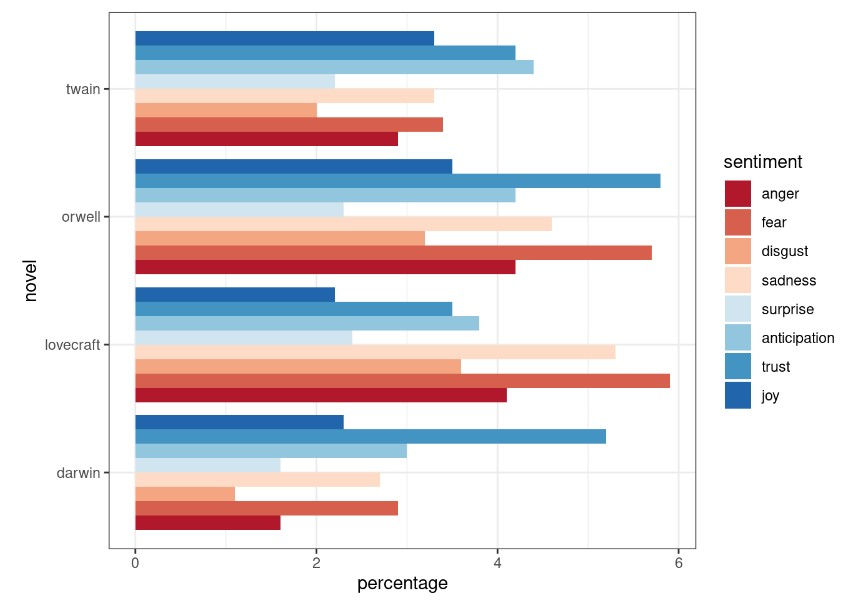 twain
orwell
lovecraft
darwin
novel
0 2 4 6
percentage
sentiment
anger
fear
disgust
sadness
surprise
anticipation
trust
joy